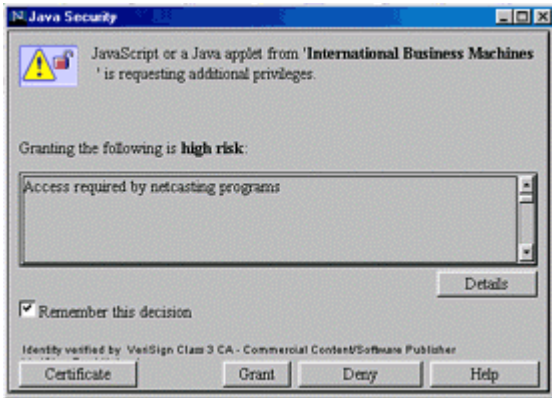 Java Security
JavaScript or a Java applet from 'International Business Machines
' is requesting additional privileges.
Granting the following is high risk:
Access required by netcasting programs
Details
Remember this decision
Identity verified by VeriSign Class 3 CA - Commercial Content/Software Publisher
Certificate Grant Deny Help